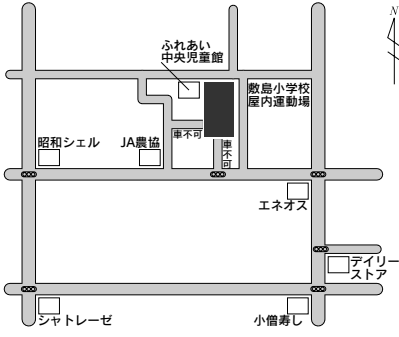 N
ふれあい
中央児童館
敷島小学校
屋内運動場
車不可
車不可
昭和シェル
JA農協
エネオス
デイリー
ストア
シャトレーゼ
小僧寿し